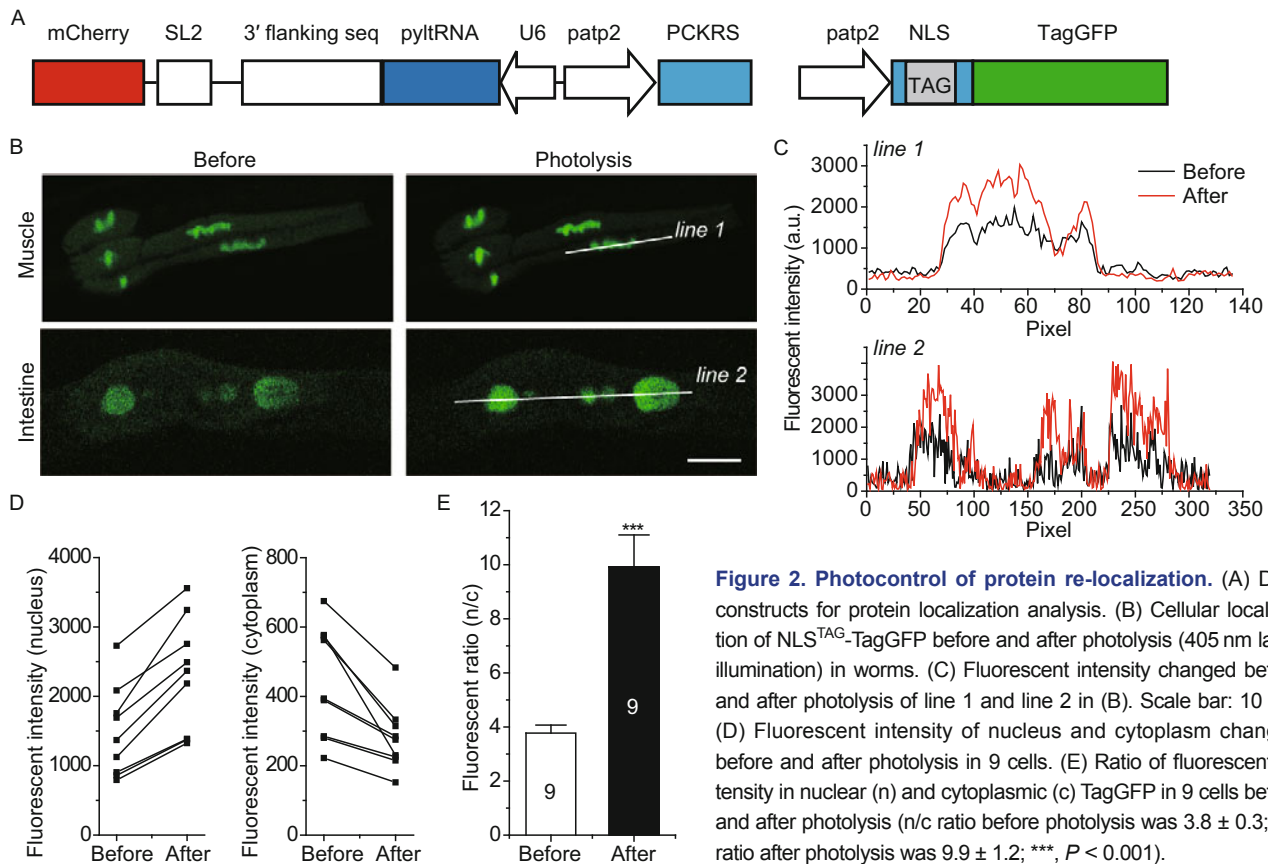 A
mCherry SL2 3′ flanking seq pyltRNA U6 patp2 PCKRS patp2 NLS TagGFP
TAG
B
Before Photolysis
Muscle
line 1
Intestine
line 2
C
line 1
Before
After
Fluorescent intensity (a.u.)
3000
2000
1000
0
0 20 40 60 80 100 120 140
Pixel
line 2
4000
3000
2000
1000
0
0 50 100 150 200 250 300 350
Pixel
D
Fluorescent intensity (nucleus)
4000
3000
2000
1000
0
Before After
Fluorescent intensity (cytoplasm)
800
600
400
200
0
Before After
E
Fluorescent ratio (n/c)
12
10
8
6
4
2
0
***
9
9
Before After
Figure 2. Photocontrol of protein re-localization. (A) D
constructs for protein localization analysis. (B) Cellular locali
tion of NLSTAG-TagGFP before and after photolysis (405 nm la
illumination) in worms. (C) Fluorescent intensity changed bef
and after photolysis of line 1 and line 2 in (B). Scale bar: 10
(D) Fluorescent intensity of nucleus and cytoplasm chang
before and after photolysis in 9 cells. (E) Ratio of fluorescent
tensity in nuclear (n) and cytoplasmic (c) TagGFP in 9 cells bef
and after photolysis (n/c ratio before photolysis was 3.8 ± 0.3;
ratio after photolysis was 9.9 ± 1.2; ***, P < 0.001).